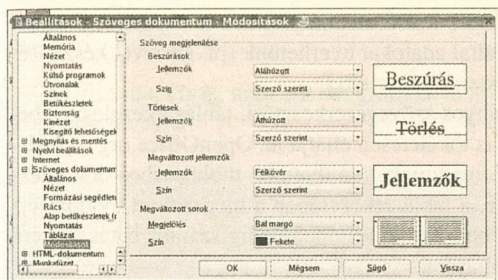 Beállítások - Szöveges dokumentum - Módosítások
Általános
Memória
Nézet
Nyomtatás
Külső programok
Útvonalak
Színek
Betűkészletek
Biztonság
Kinézet
Kisegítő lehetőségek
Megnyitás és mentés
Nyelvi beállítások
Internet
Szöveges dokumentum
Általános
Nézet
Formázási segédlet
Rács
Alap betűkészletek (n
Nyomtatás
Táblázat
Módosítások
HTML-dokumentum
Munkafüzet
Szöveg megjelenítése
Beszúrások
Jellemzők Aláhúzott
Szín Szerző szerint
Beszúrás
Törlések
Jellemzők Áthúzott
Szín Szerző szerint
Törlés
Megváltozott jellemzők
Jellemzők Félkövér
Szín Szerző szerint
Jellemzők
Megváltozott sorok
Megjelölés Bal margó
Szín Fekete
OK Mégsem Súgó Vissza